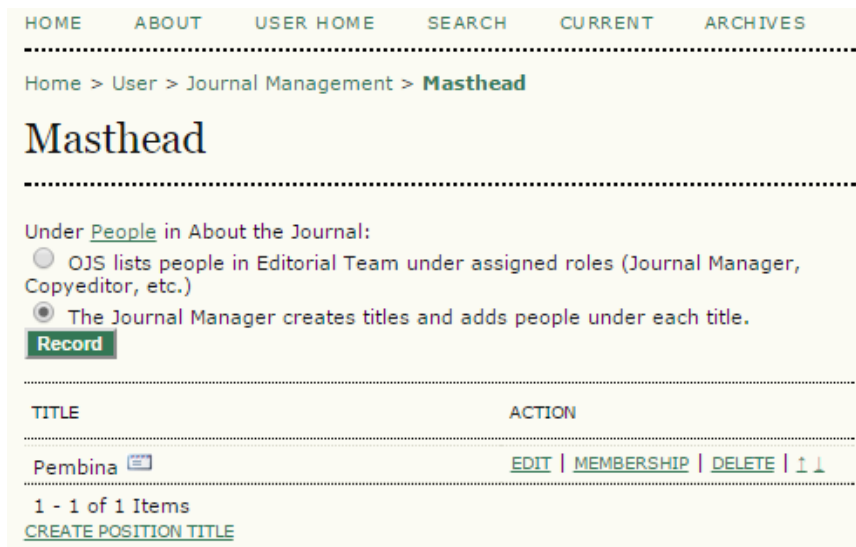 HOME ABOUT USER HOME SEARCH CURRENT ARCHIVES
Home > User > Journal Management > Masthead
Masthead
Under People in About the Journal:
OJS lists people in Editorial Team under assigned roles (Journal Manager,
Copyeditor, etc.)
The Journal Manager creates titles and adds people under each title.
Record
TITLE ACTION
Pembina EDIT | MEMBERSHIP | DELETE | ↑ ↓
1 - 1 of 1 Items
CREATE POSITION TITLE